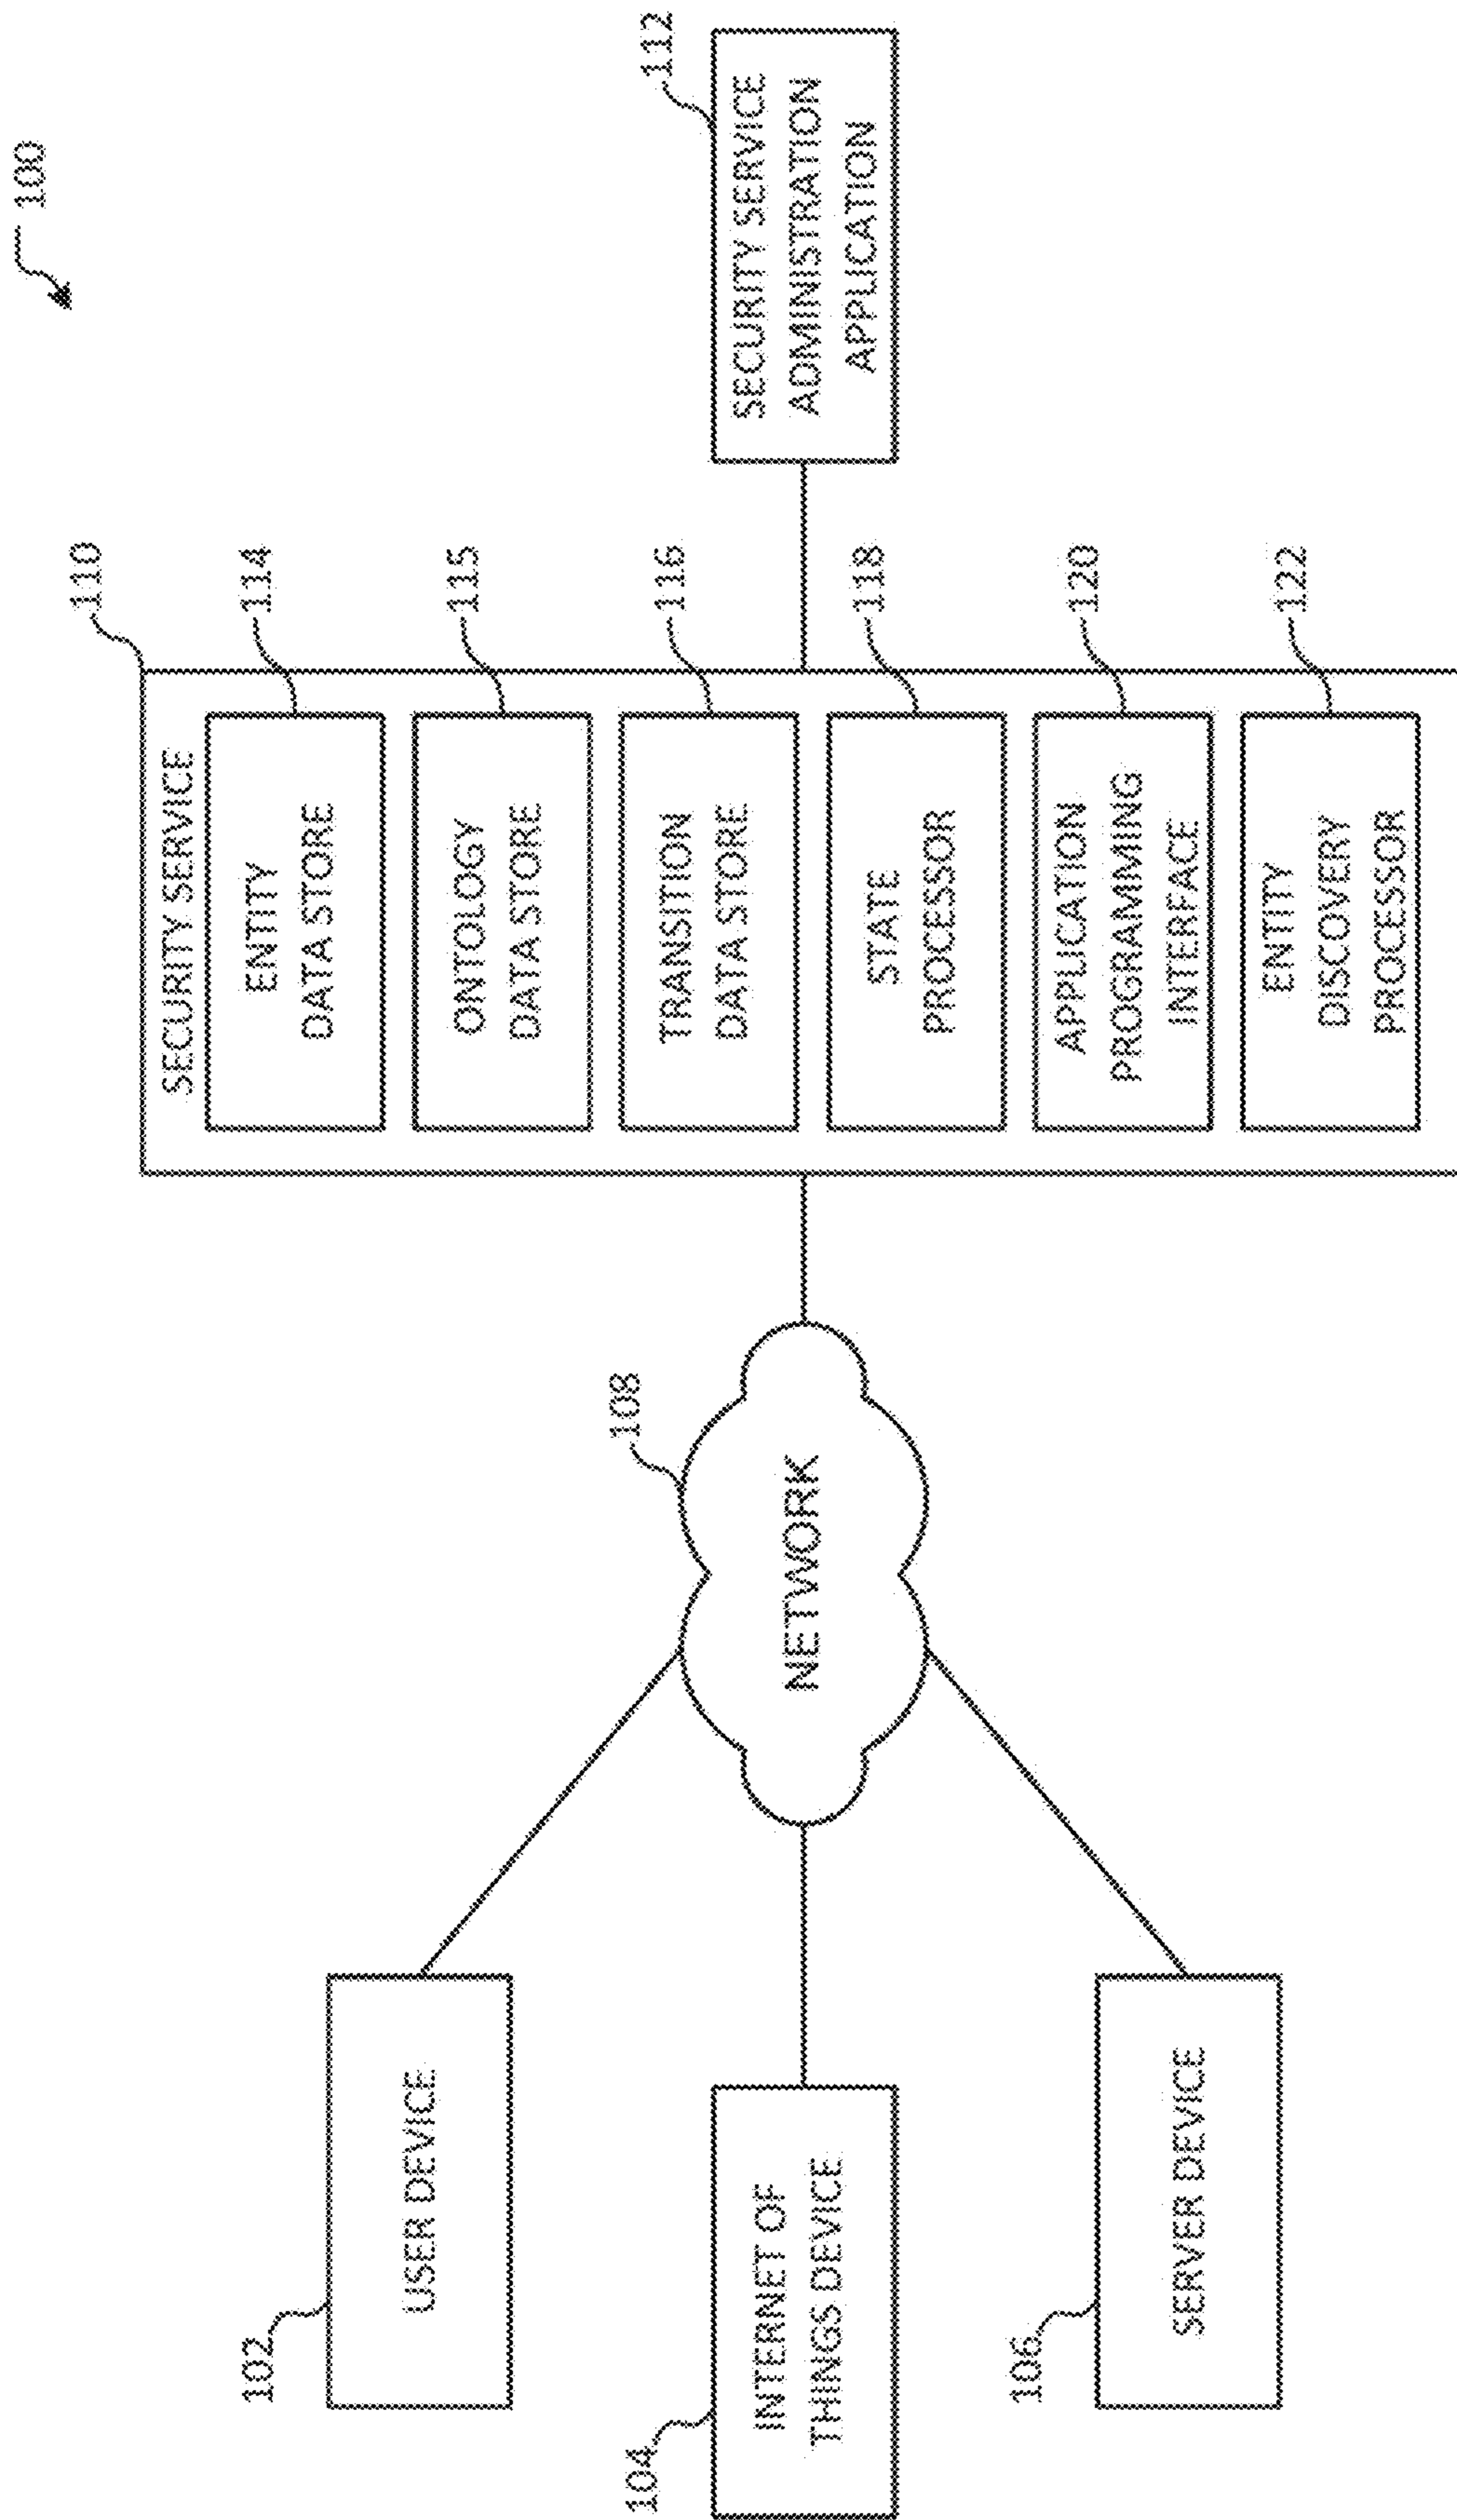 100
102
USER DEVICE
104
INTERNET OF
THINGS DEVICE
106
SERVER DEVICE
108
NETWORK
110
SECURITY SERVICE
ENTITY
DATA STORE
114
ONTOLOGY
DATA STORE
115
TRANSITION
DATA STORE
116
STATE
PROCESSOR
118
APPLICATION
PROGRAMMING
INTERFACE
120
ENTITY
DISCOVERY
PROCESSOR
122
112
SECURITY SERVICE
ADMINISTRATION
APPLICATION